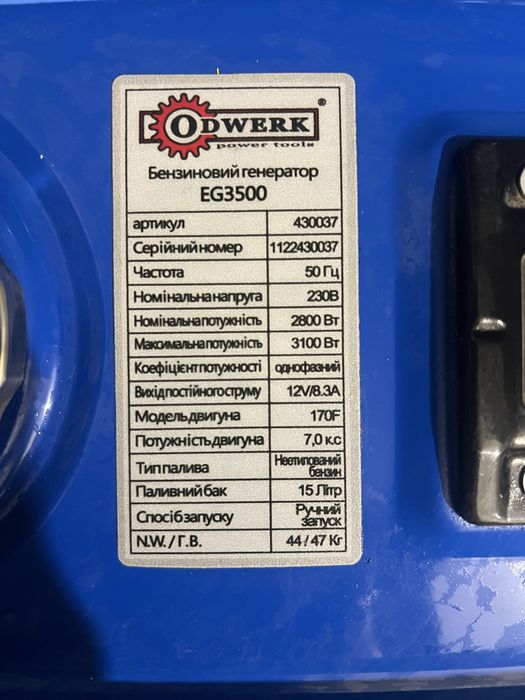 ODWERK ®
power tools
Бензиновий генератор
EG3500
артикул 430037
Серійний номер 1122430037
Частота 50 Гц
Номінальна напруга 230В
Номінальна потужність 2800 Вт
Максимальна потужність 3100 Вт
Коефіцієнт потужності однофазний
Вихід постійного струму 12V/8.3A
Модель двигуна 170F
Потужність двигуна 7,0 к.с
Тип палива Неетилований бензин
Паливний бак 15 Літр
Спосіб запуску Ручний запуск
N.W. / Г.В. 44 / 47 Кг